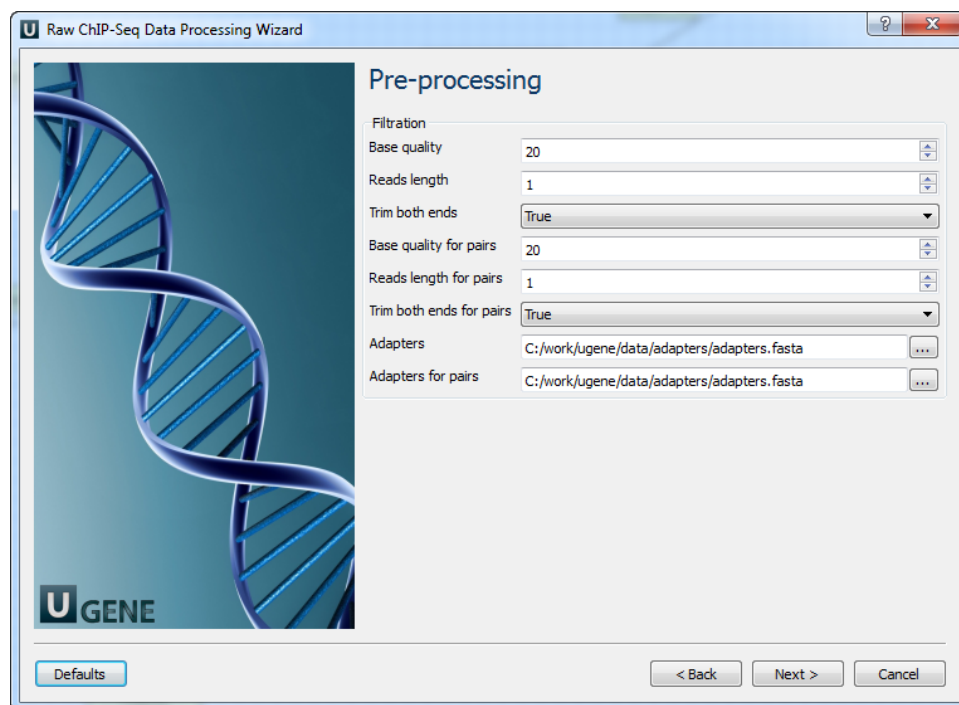 U Raw ChIP-Seq Data Processing Wizard
?
Pre-processing
Filtration
Base quality 20
Reads length 1
Trim both ends True
Base quality for pairs 20
Reads length for pairs 1
Trim both ends for pairs True
Adapters C:/work/ugene/data/adapters/adapters.fasta ...
Adapters for pairs C:/work/ugene/data/adapters/adapters.fasta ...
U GENE
Defaults < Back Next > Cancel